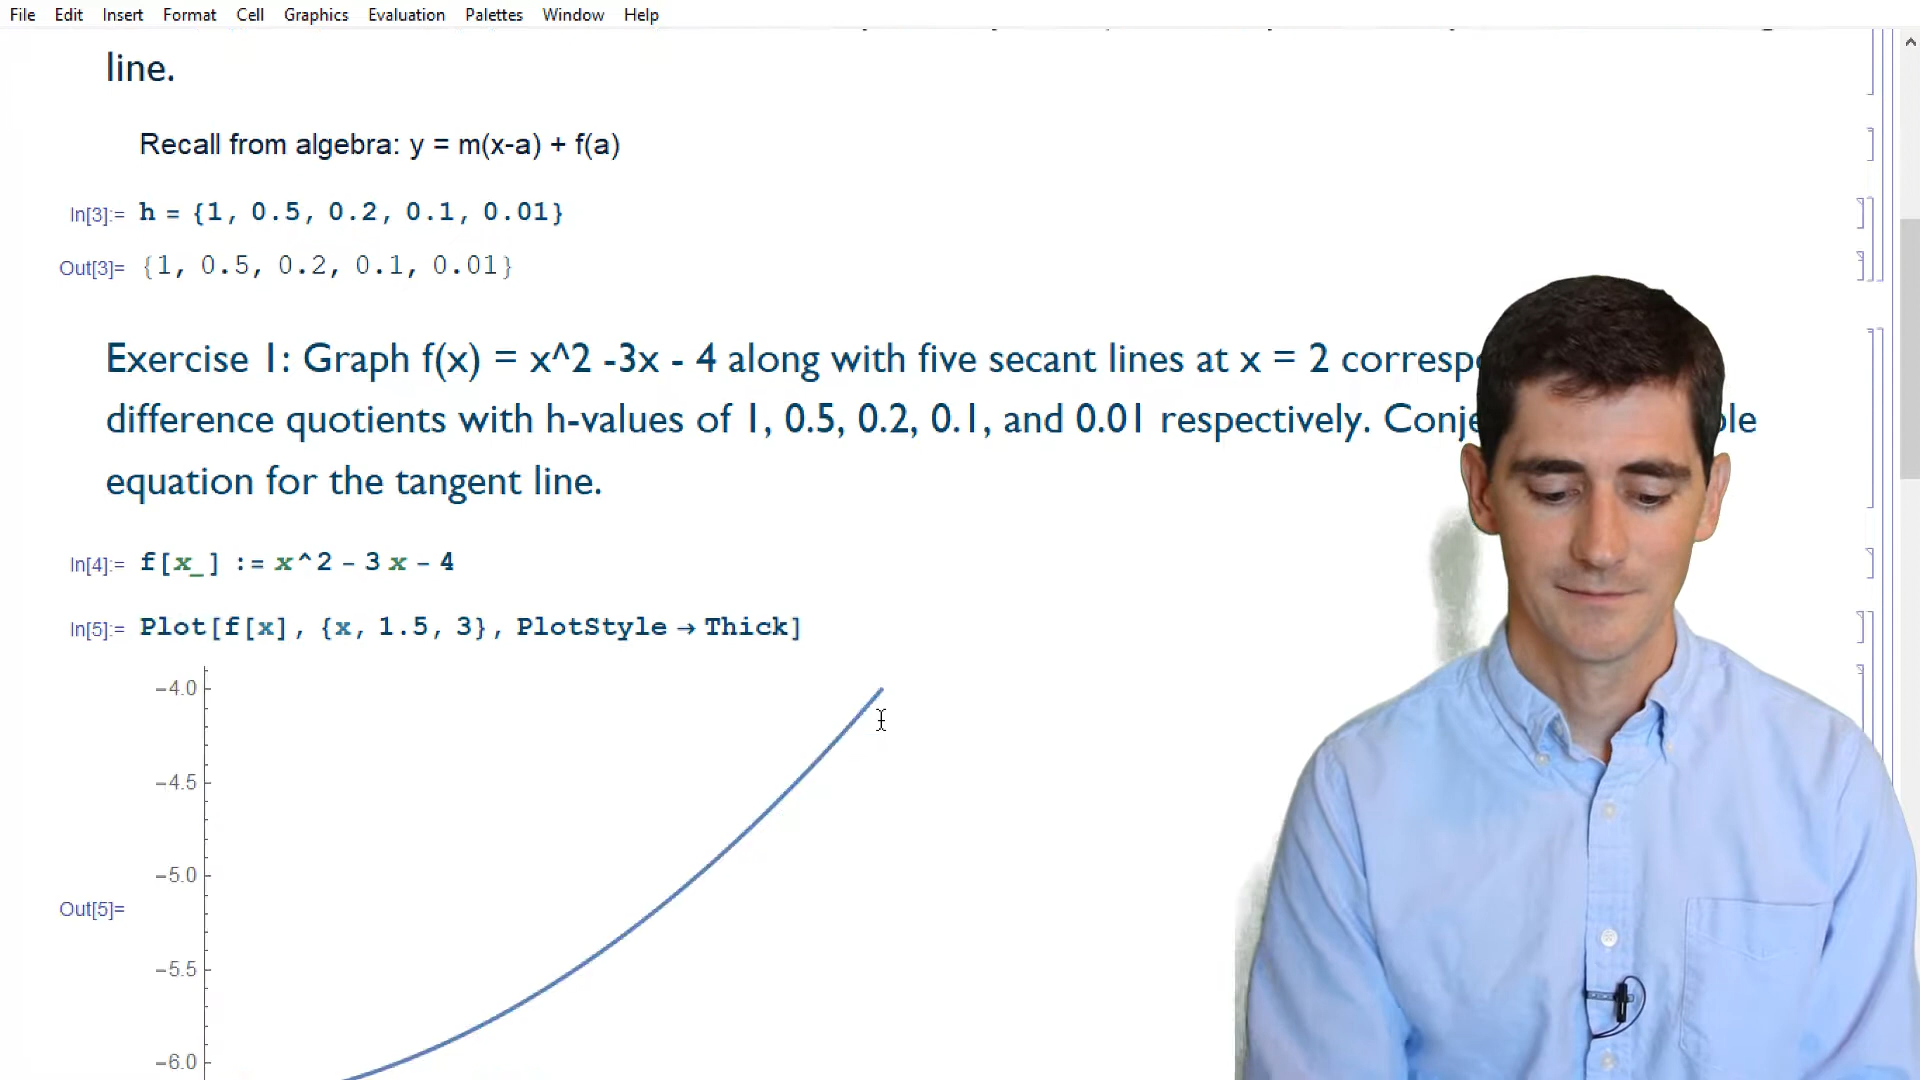 File Edit Insert Format Cell Graphics Evaluation Palettes Window Help
line.
Recall from algebra: y = m(x-a) + f(a)
In[3]:= h = {1, 0.5, 0.2, 0.1, 0.01}
Out[3]= {1, 0.5, 0.2, 0.1, 0.01}
Exercise 1: Graph f(x) = x^2 -3x - 4 along with five secant lines at x = 2
difference quotients with h-values of 1, 0.5, 0.2, 0.1, and 0.01 respectively.
equation for the tangent line.
In[4]:= f[x_] := x^2 - 3 x - 4
In[5]:= Plot[f[x], {x, 1.5, 3}, PlotStyle → Thick]
-4.0
-4.5
-5.0
Out[5]=
-5.5
-6.0